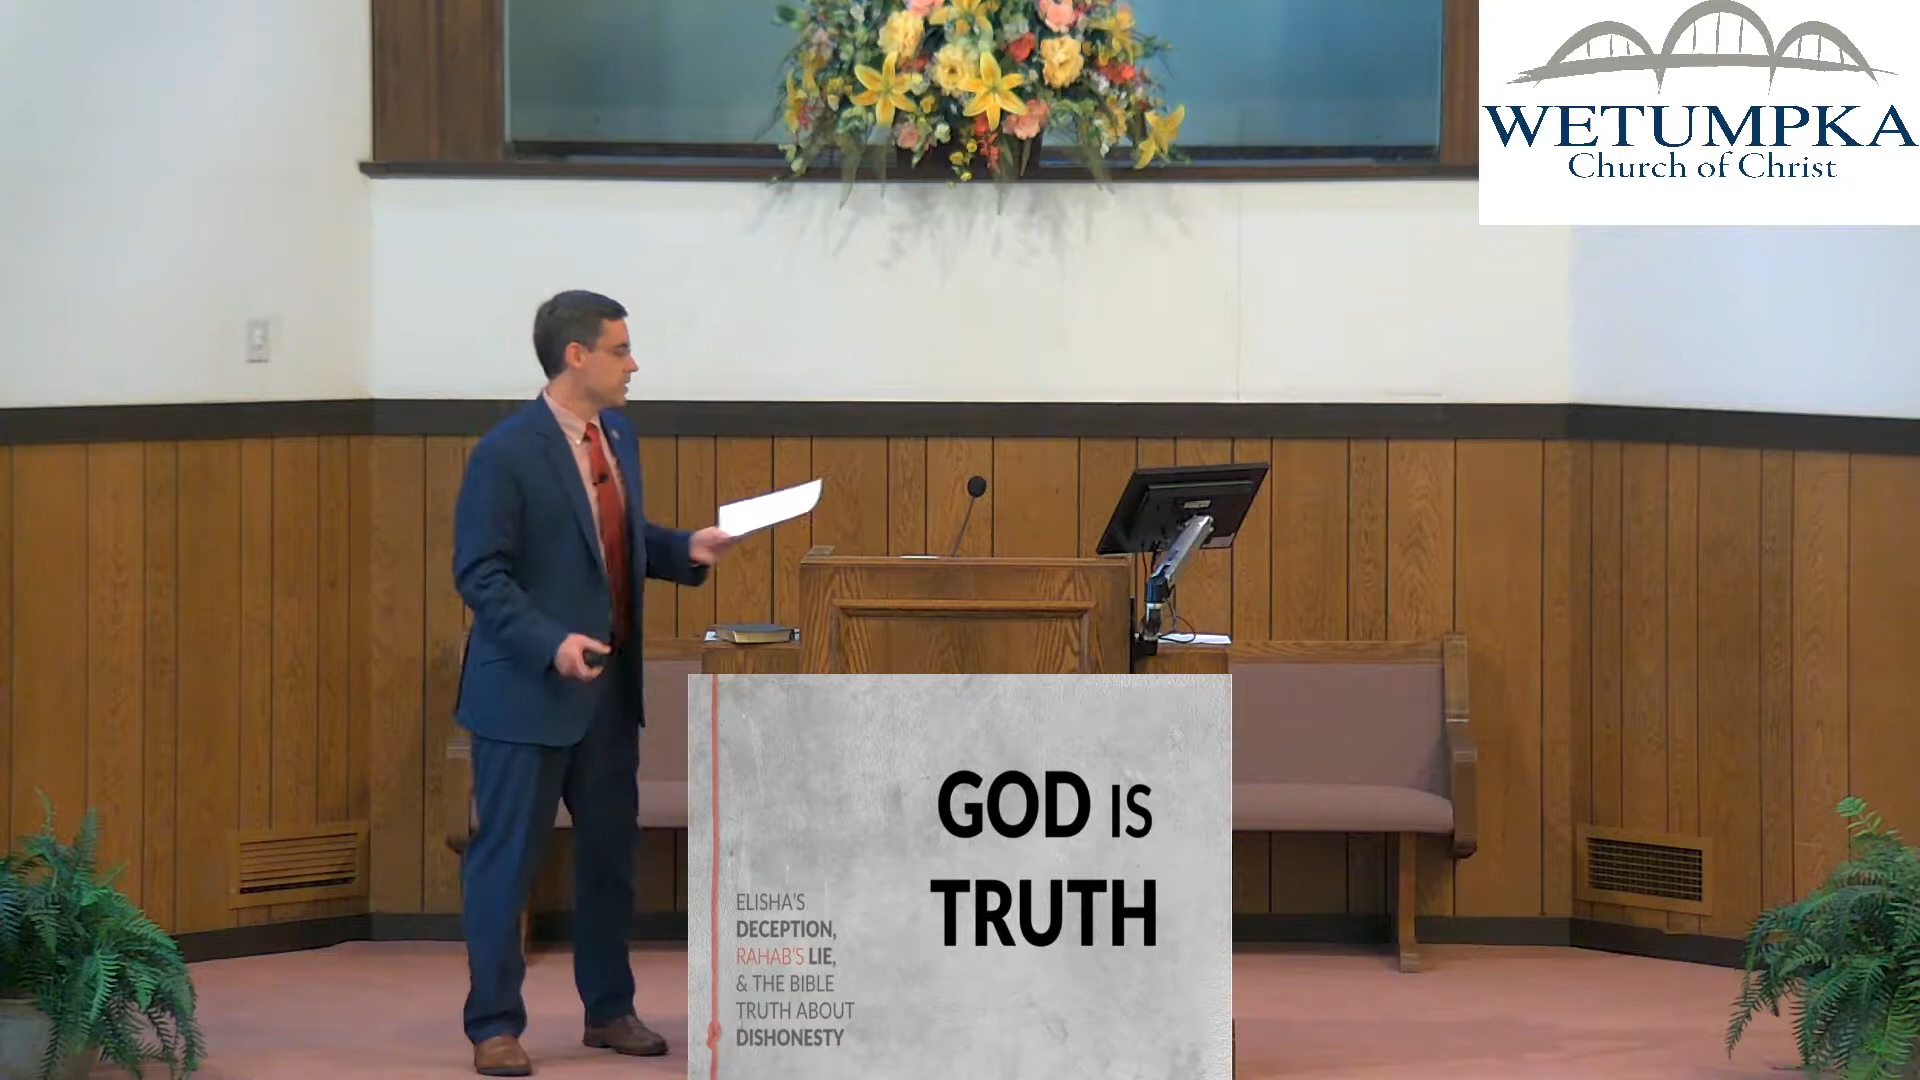 WETUMPKA
Church of Christ
GOD IS
TRUTH
ELISHA'S
DECEPTION,
RAHAB'S LIE,
& THE BIBLE
TRUTH ABOUT
DISHONESTY